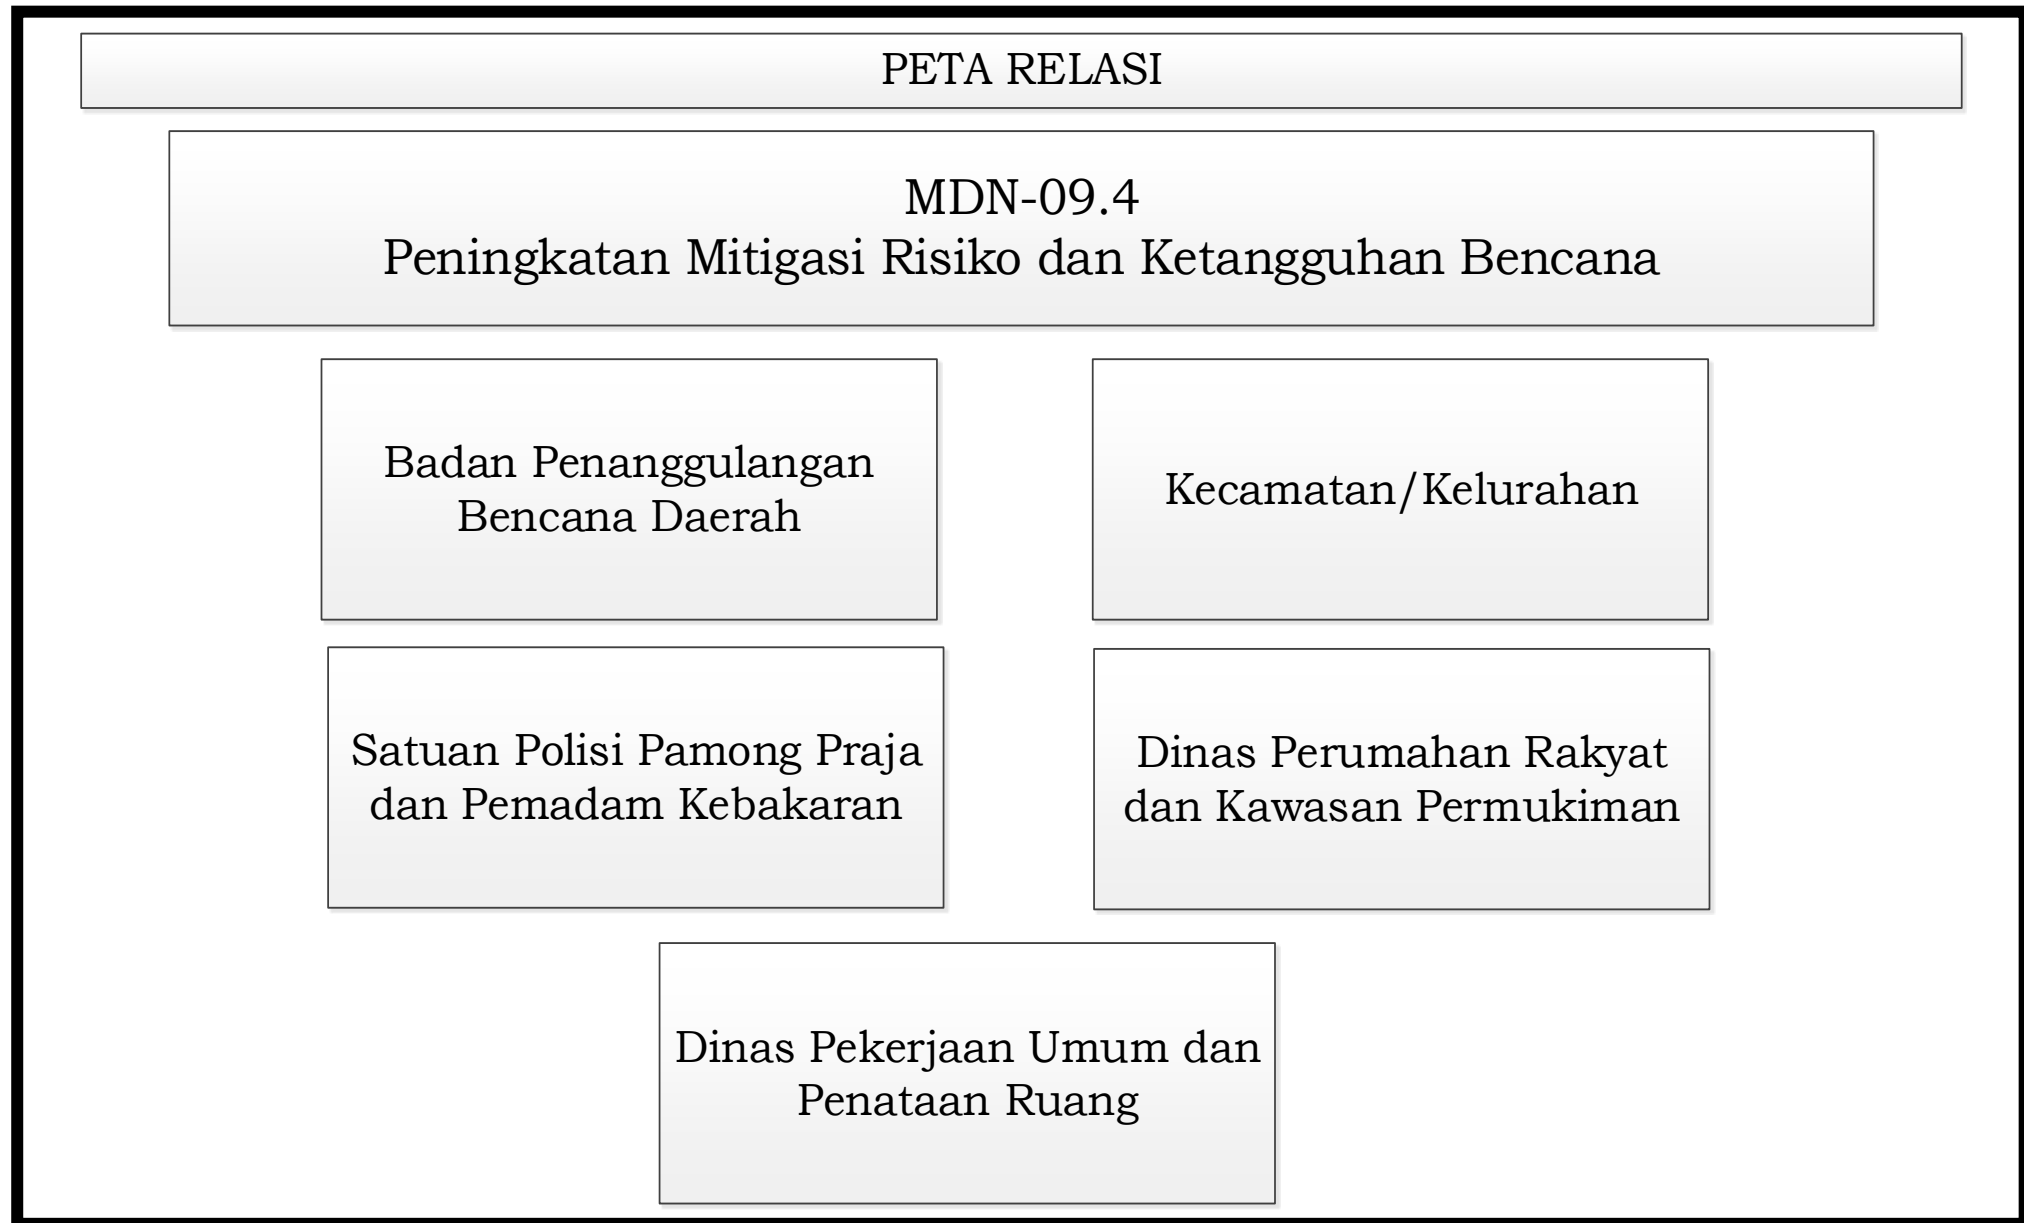 PETA RELASI
MDN-09.4
Peningkatan Mitigasi Risiko dan Ketangguhan Bencana
Badan Penanggulangan
Bencana Daerah
Kecamatan/Kelurahan
Satuan Polisi Pamong Praja
dan Pemadam Kebakaran
Dinas Perumahan Rakyat
dan Kawasan Permukiman
Dinas Pekerjaan Umum dan
Penataan Ruang